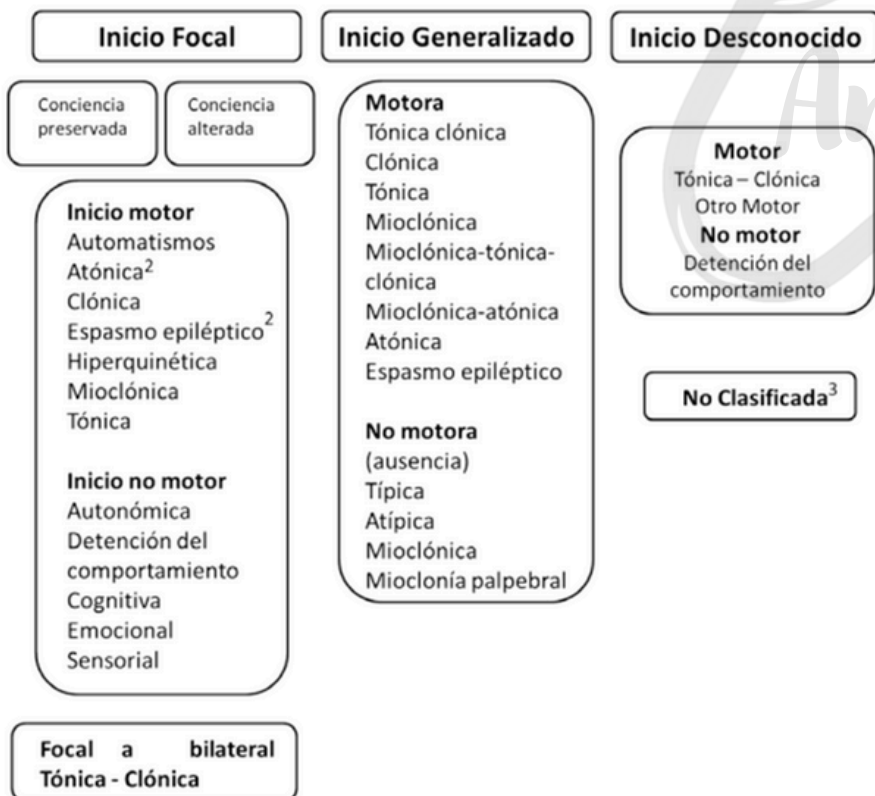 Inicio Focal
Inicio Generalizado
Inicio Desconocido
Conciencia
preservada
Conciencia
alterada
Inicio motor
Automatismos
Atónica²
Clónica
Espasmo epiléptico²
Hiperquinética
Mioclónica
Tónica
Inicio no motor
Autonómica
Detención del
comportamiento
Cognitiva
Emocional
Sensorial
Focal a bilateral
Tónica - Clónica
Motora
Tónica clónica
Clónica
Tónica
Mioclónica
Mioclónica-tónica-
clónica
Mioclónica-atónica
Atónica
Espasmo epiléptico
No motora
(ausencia)
Típica
Atípica
Mioclónica
Mioclonía palpebral
Motor
Tónica – Clónica
Otro Motor
No motor
Detención del
comportamiento
No Clasificada³